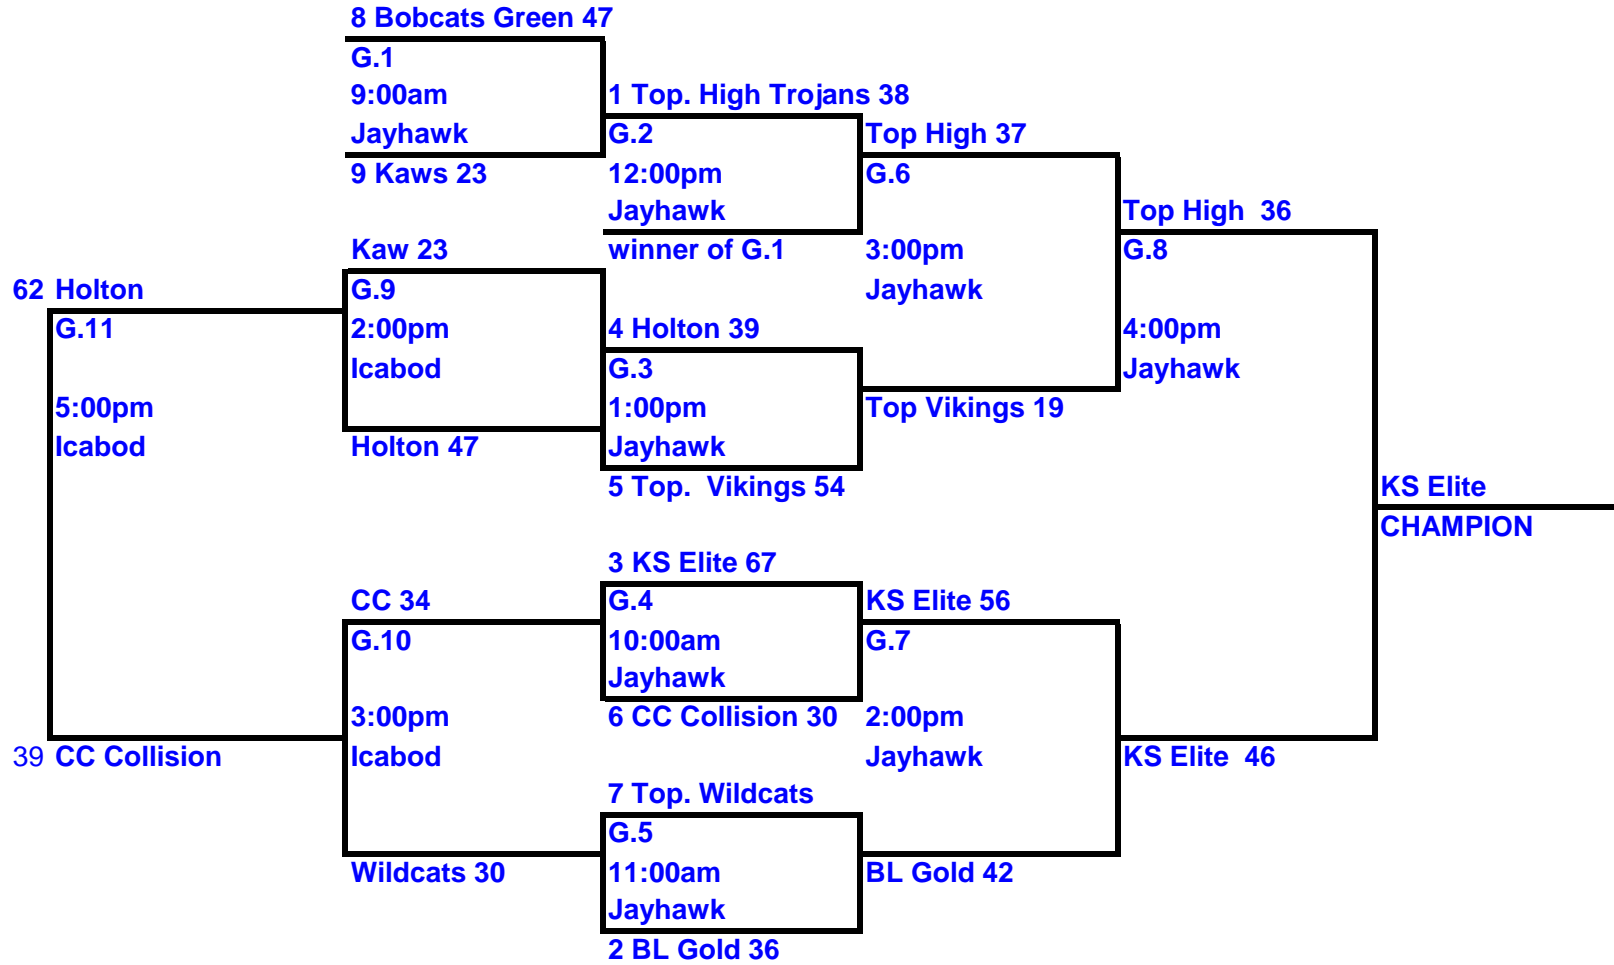 8 Bobcats Green 47
G.1
9:00am
1 Top. High Trojans 38
Jayhawk
G.2
Top High 37
9 Kaws 23
12:00pm
G.6
Jayhawk
Top High  36
Kaw 23
winner of G.1
3:00pm
G.8
62 Holton
G.9
Jayhawk
G.11
2:00pm
4 Holton 39
4:00pm
Icabod
G.3
Jayhawk
5:00pm
1:00pm
Top Vikings 19
Icabod
Holton 47
Jayhawk
5 Top.  Vikings 54
KS Elite
CHAMPION
3 KS Elite 67
CC 34
G.4
KS Elite 56
G.10
10:00am
G.7
Jayhawk
3:00pm
6 CC Collision 30
2:00pm
39 CC Collision
Icabod
Jayhawk
KS Elite  46
7 Top. Wildcats
G.5
Wildcats 30
11:00am
BL Gold 42
Jayhawk
2 BL Gold 36